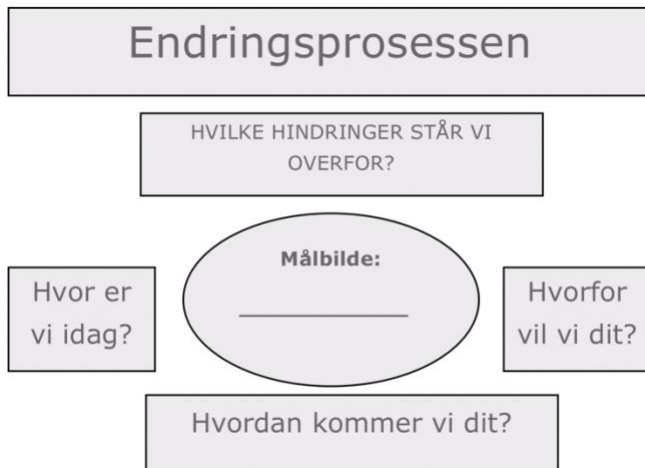 Endringsprosessen
HVILKE HINDRINGER STÅR VI
OVERFOR?
Målbilde:
Hvor er
vi idag?
Hvorfor
vil vi dit?
Hvordan kommer vi dit?